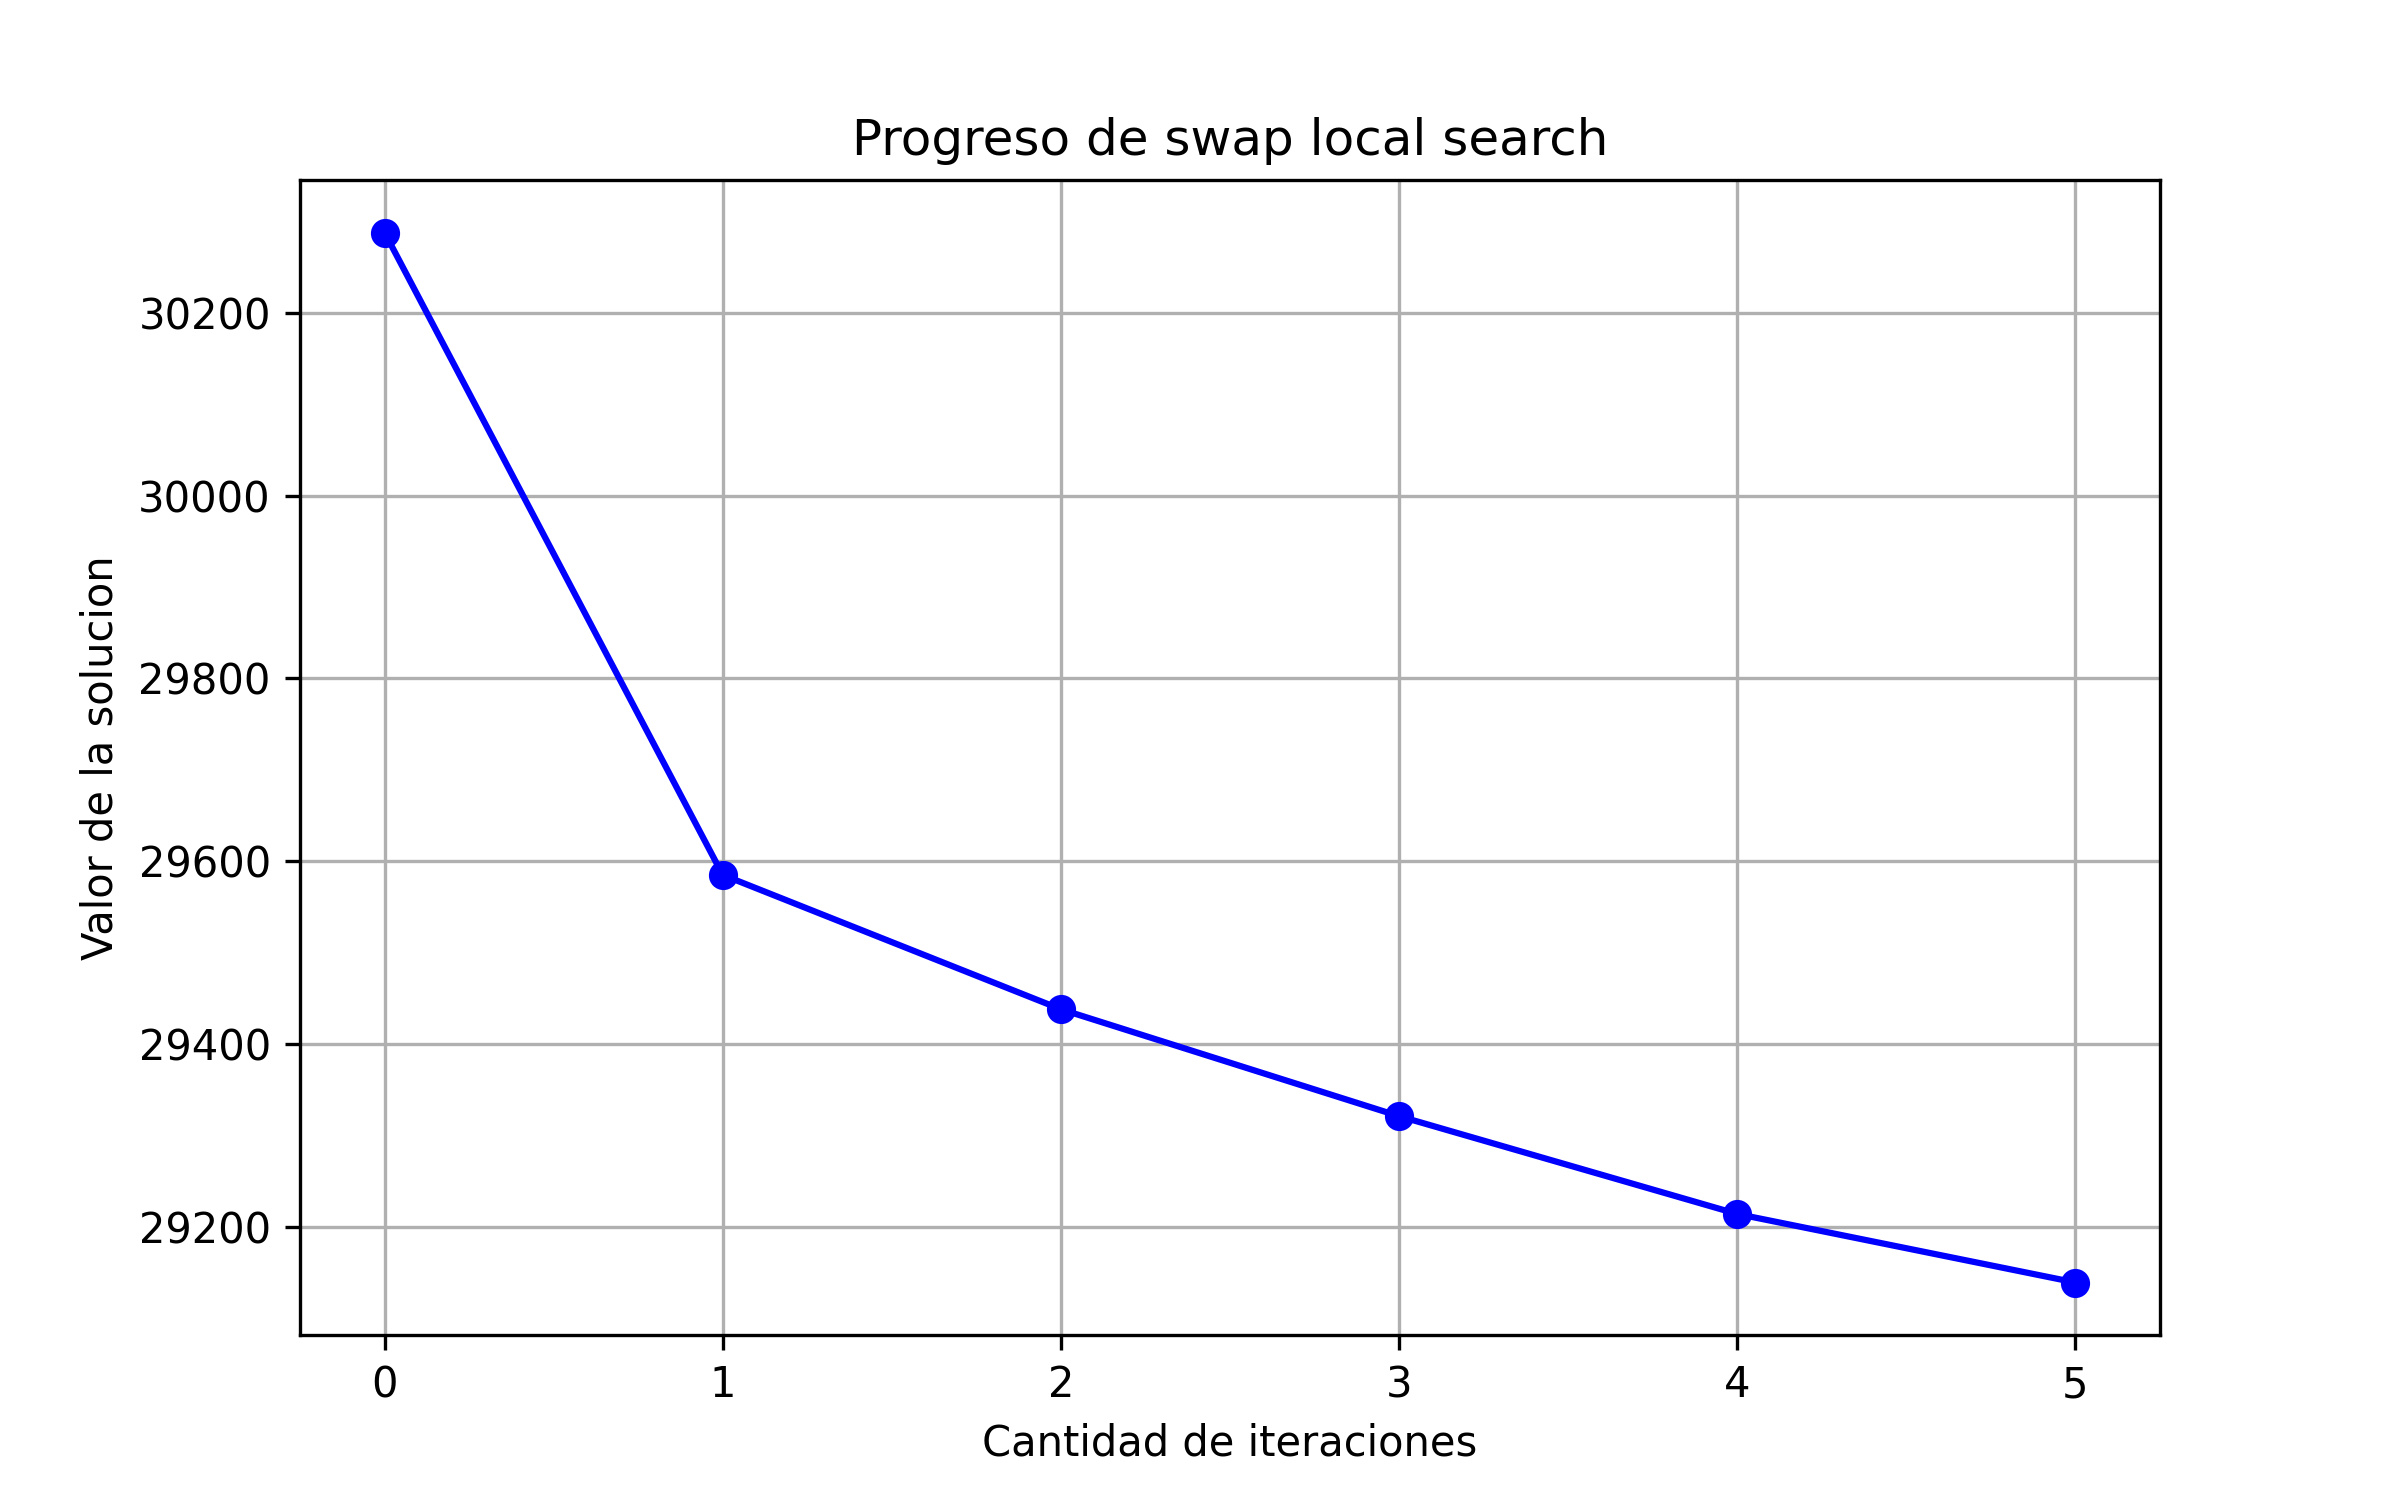 Progreso de swap local search
Valor de la solucion
30200
30000
29800
29600
29400
29200
0 1 2 3 4 5
Cantidad de iteraciones